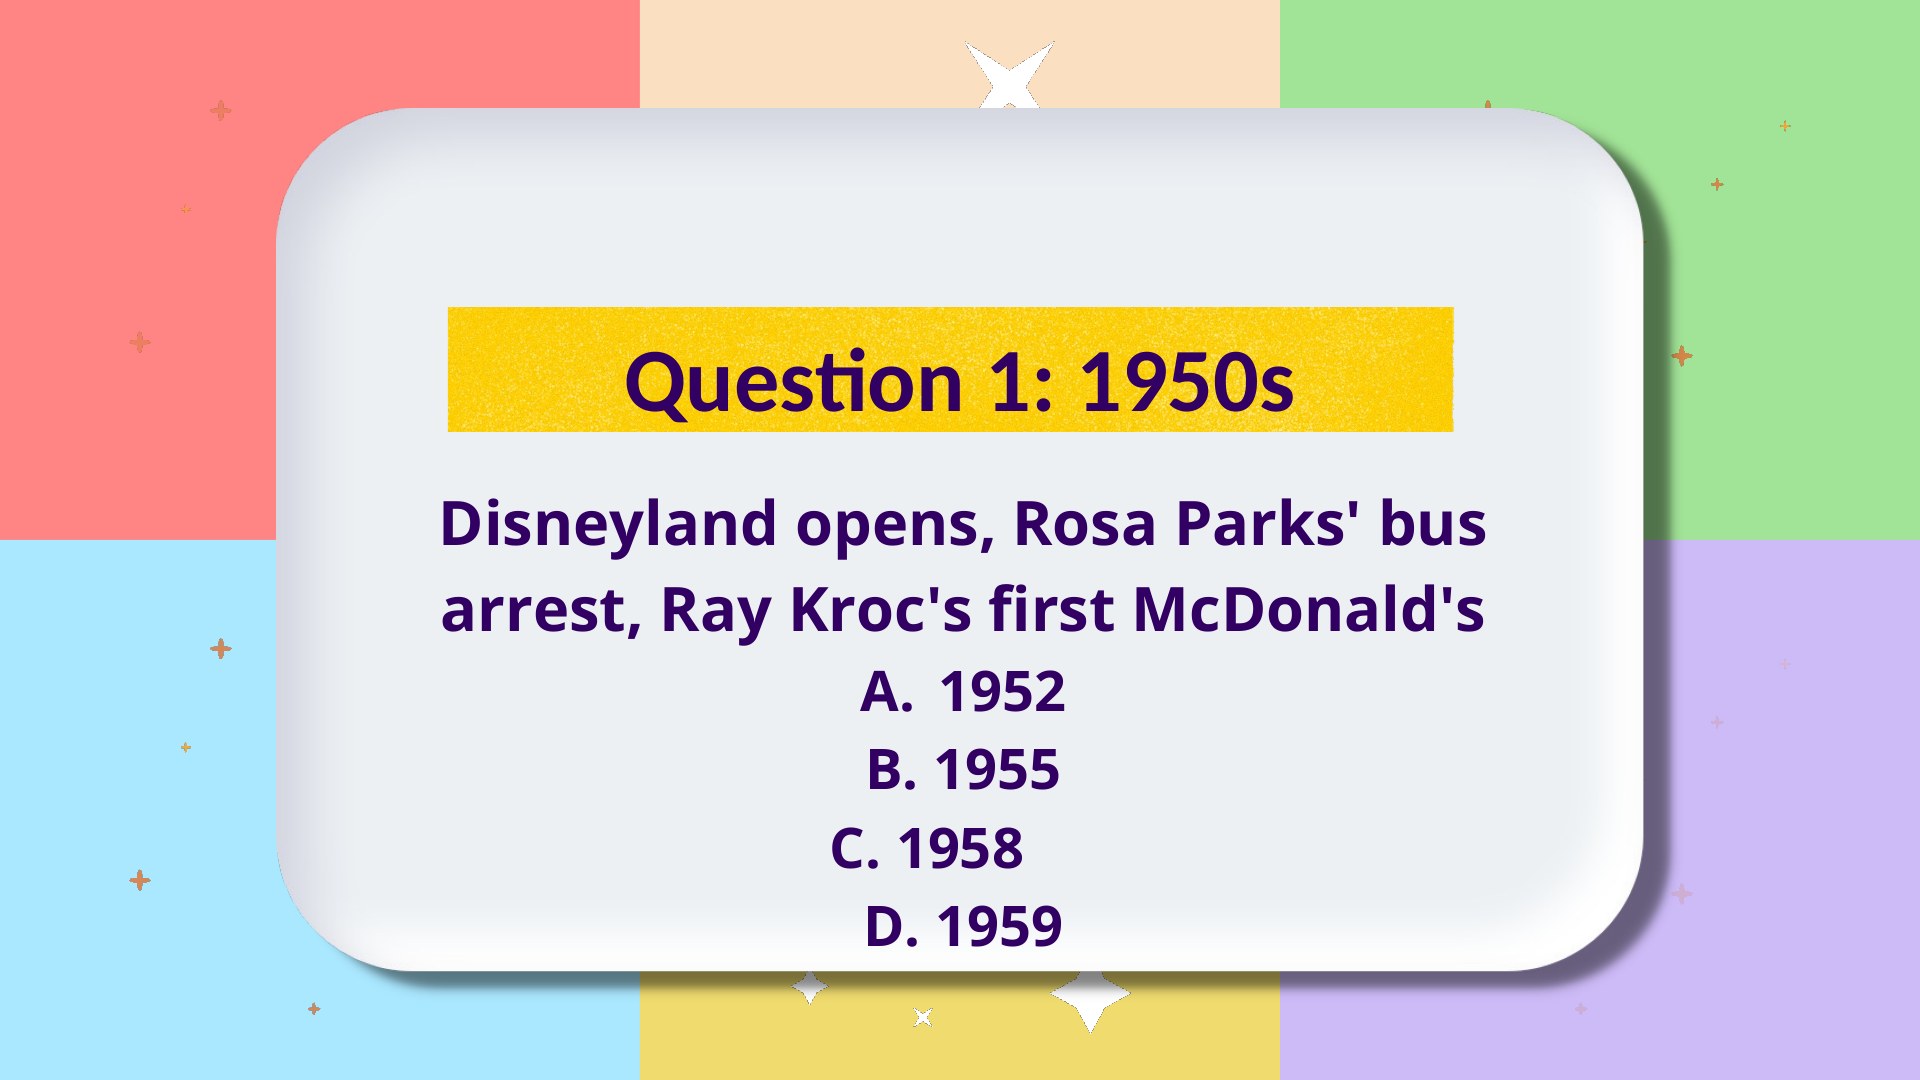 Question 1: 1950s
Disneyland opens, Rosa Parks' bus
arrest, Ray Kroc's first McDonald's
A. 1952
B. 1955
C. 1958
D. 1959